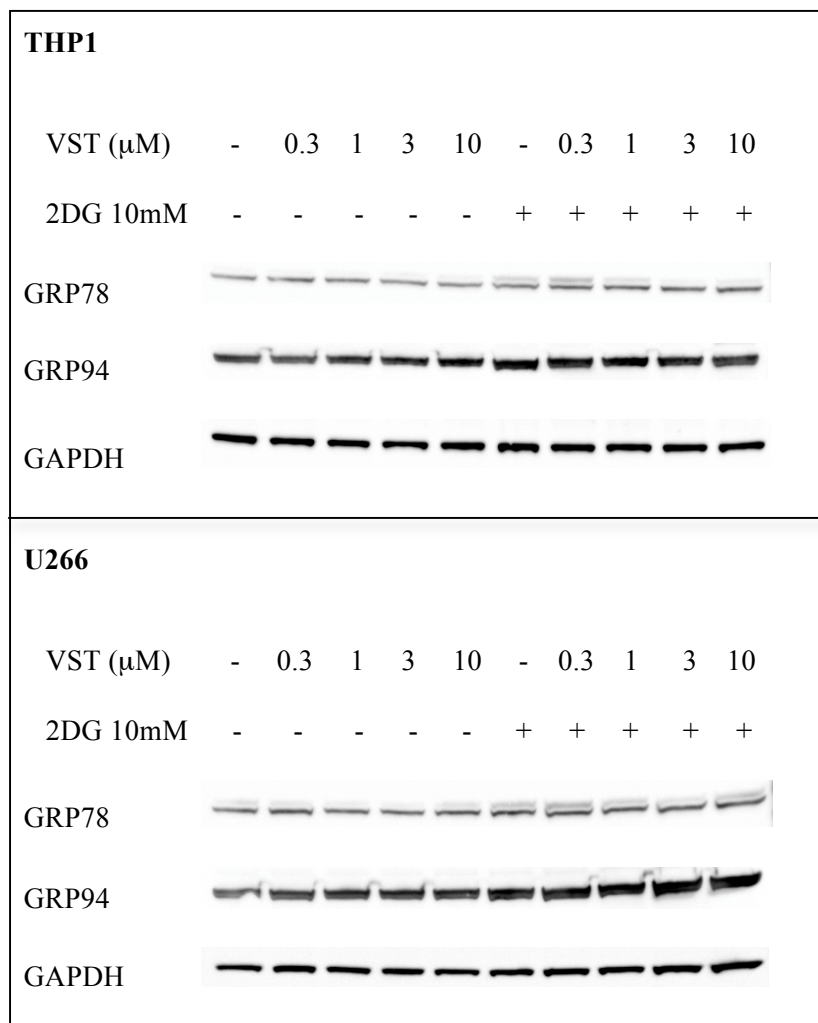 THP1
VST (μM) - 0.3 1 3 10 - 0.3 1 3 10
2DG 10mM - - - - - + + + + +
GRP78
GRP94
GAPDH
U266
VST (μM) - 0.3 1 3 10 - 0.3 1 3 10
2DG 10mM - - - - - + + + + +
GRP78
GRP94
GAPDH